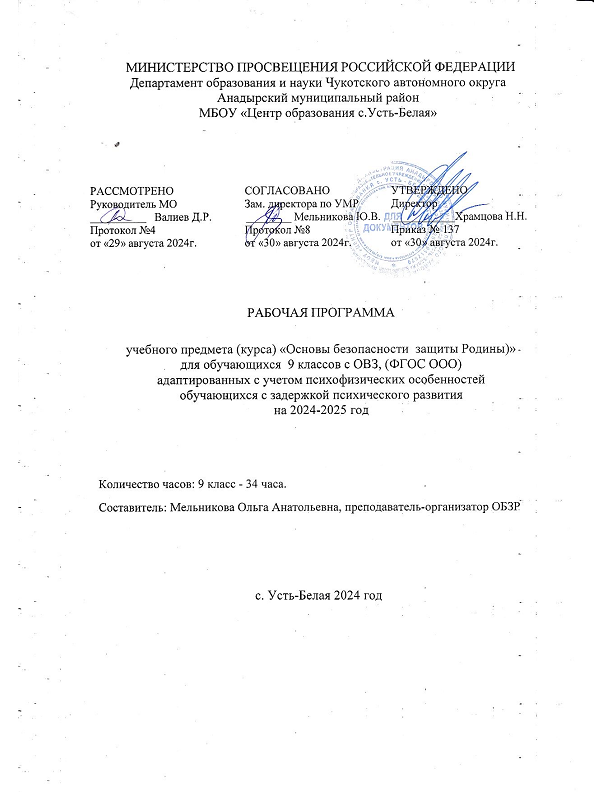 МИНИСТЕРСТВО ПРОСВЕЩЕНИЯ РОССИЙСКОЙ ФЕДЕРАЦИИ
Департамент образования и науки Чукотского автономного округа
Анадырский муниципальный район
МБОУ «Центр образования с.Усть-Белая»
РАССМОТРЕНО
Руководитель МО
Валиев Д.Р.
Протокол №4
от «29» августа 2024г.
СОГЛАСОВАНО
Зам. директора по УМР
Мельникова Ю.В.
Протокол №8
от «30» августа 2024г.
УТВЕРЖДЕНО
Директор
Храмцова Н.Н.
Приказ № 137
от «30» августа 2024г.
ДЛЯ
ДОКУМЕНТОВ
РАБОЧАЯ ПРОГРАММА
учебного предмета (курса) «Основы безопасности защиты Родины)»
для обучающихся 9 классов с ОВЗ, (ФГОС ООО)
адаптированных с учетом психофизических особенностей
обучающихся с задержкой психического развития
на 2024-2025 год
Количество часов: 9 класс - 34 часа.
Составитель: Мельникова Ольга Анатольевна, преподаватель-организатор ОБЗР
с. Усть-Белая 2024 год